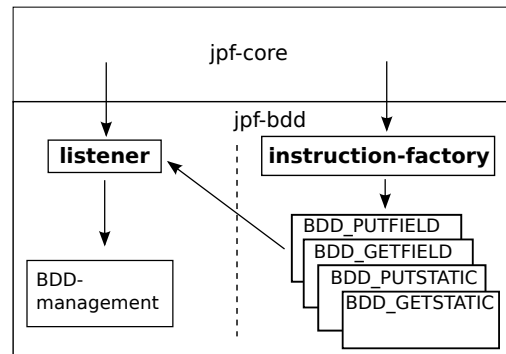 jpf-core
jpf-bdd
listener
instruction-factory
BDD_PUTFIELD
BDD_GETFIELD
BDD_PUTSTATIC
BDD_GETSTATIC
BDD-
management